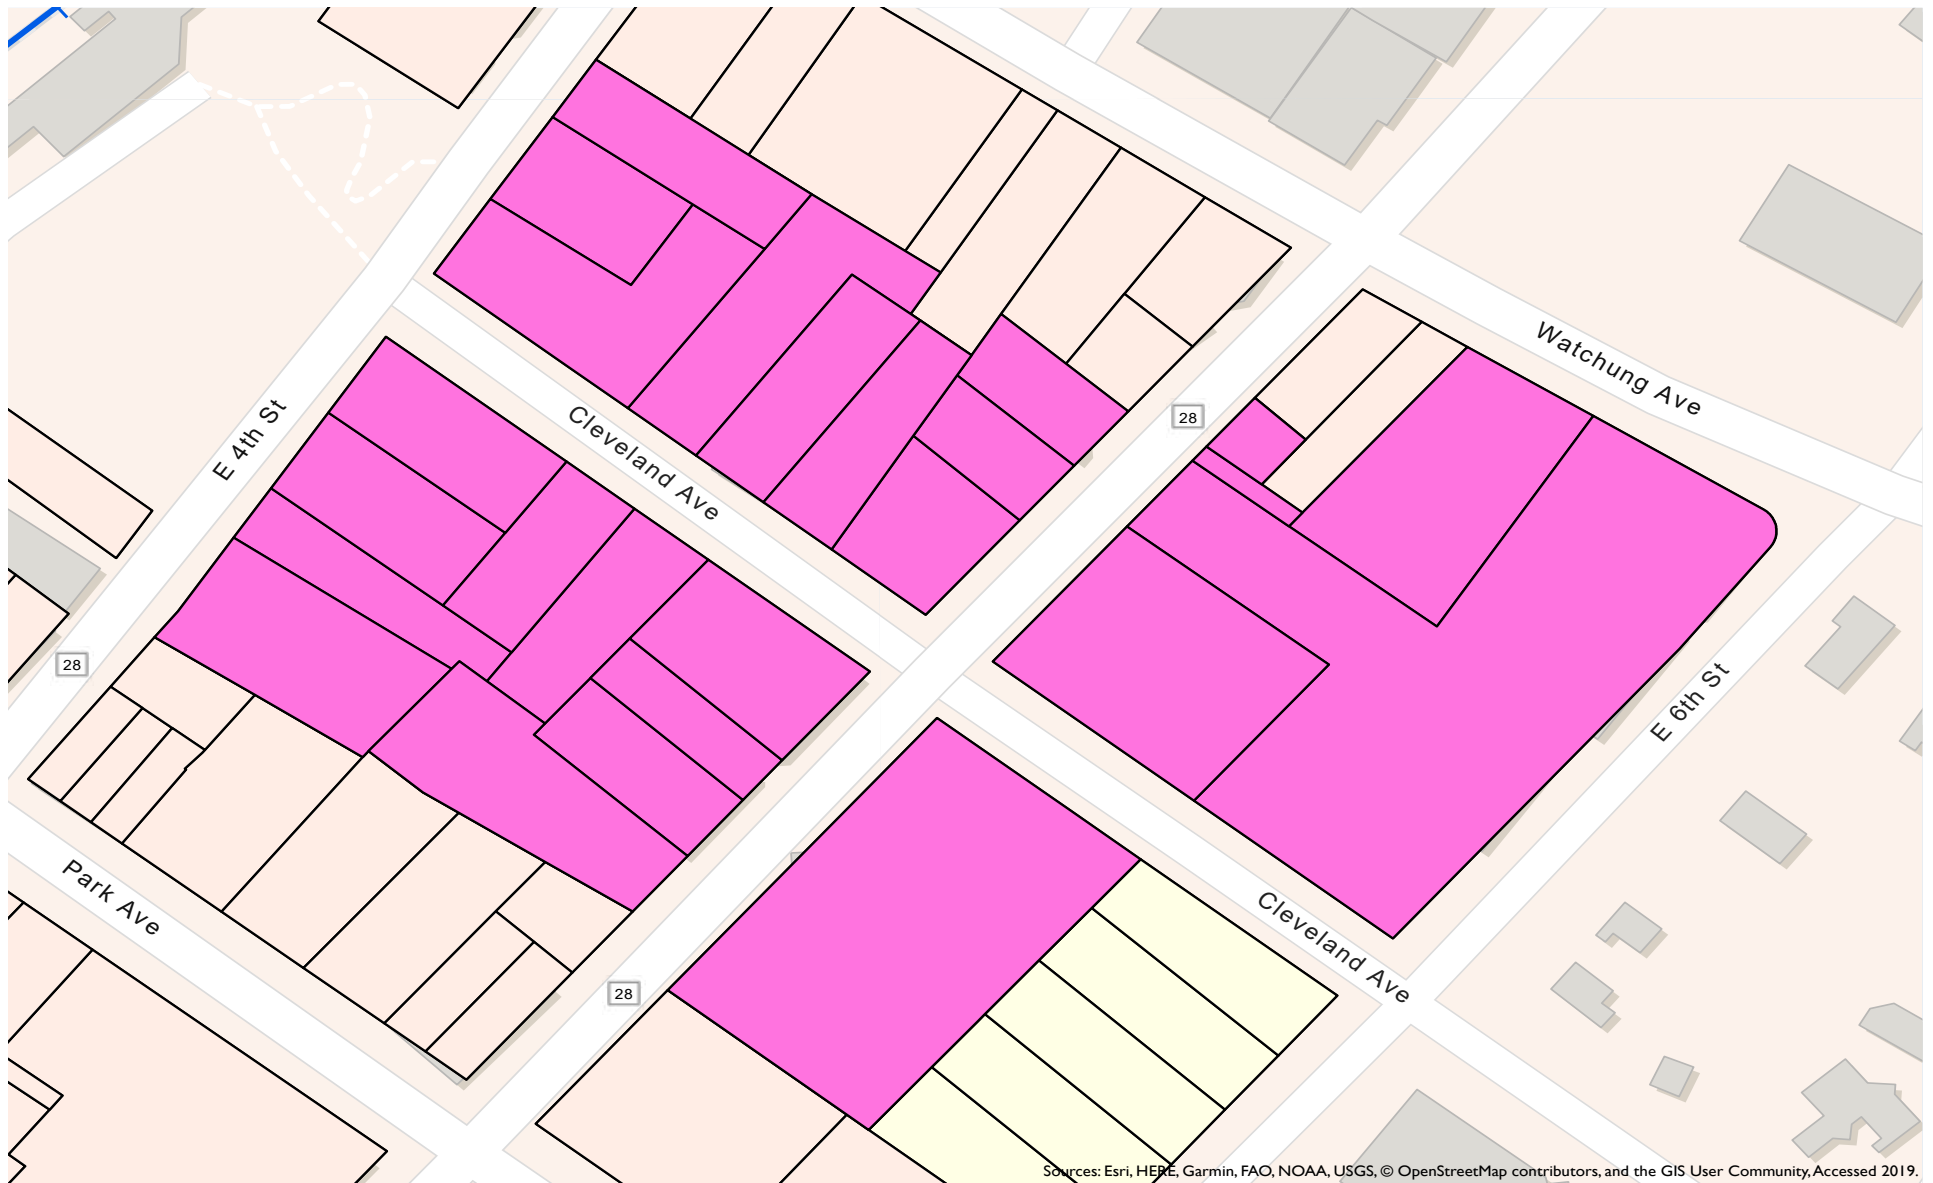 Watchung Ave
28
E 4th St
Cleveland Ave
28
E 6th St
Park Ave
Cleveland Ave
28
Sources: Esri, HERE, Garmin, FAO, NOAA, USGS, © OpenStreetMap contributors, and the GIS User Community, Accessed 2019.